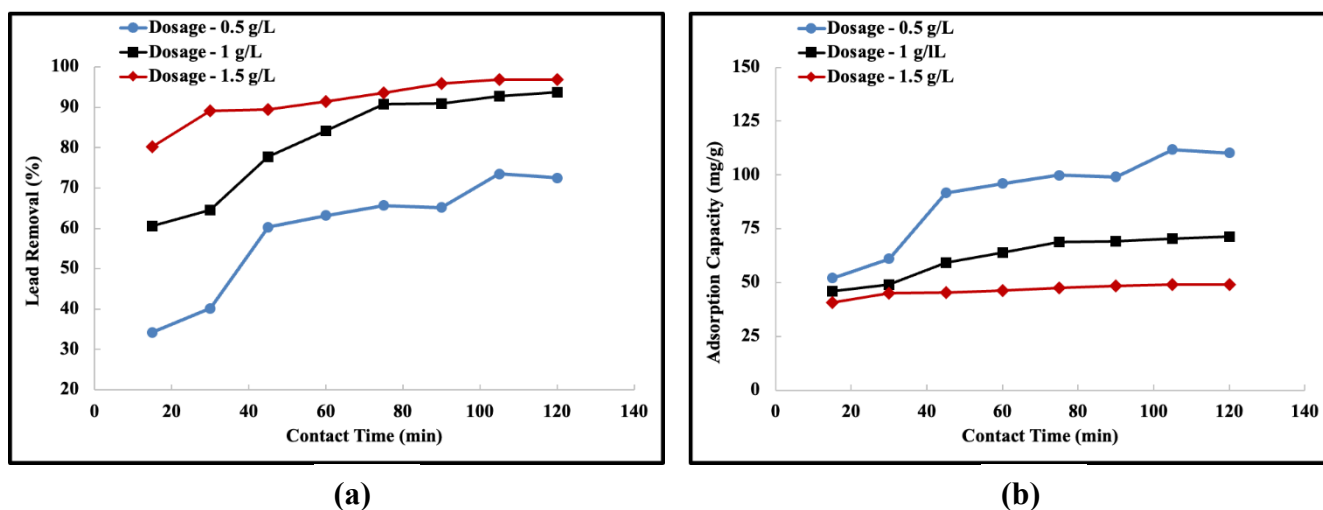 Dosage - 0.5 g/L
Dosage - 1 g/L
Dosage - 1.5 g/L
100
90
80
70
60
50
40
30
20
Lead Removal (%)
0 20 40 60 80 100 120 140
Contact Time (min)
(a)
Dosage - 0.5 g/L
Dosage - 1 g/lL
Dosage - 1.5 g/L
150
125
100
75
50
25
0
Adsorption Capacity (mg/g)
0 20 40 60 80 100 120 140
Contact Time (min)
(b)